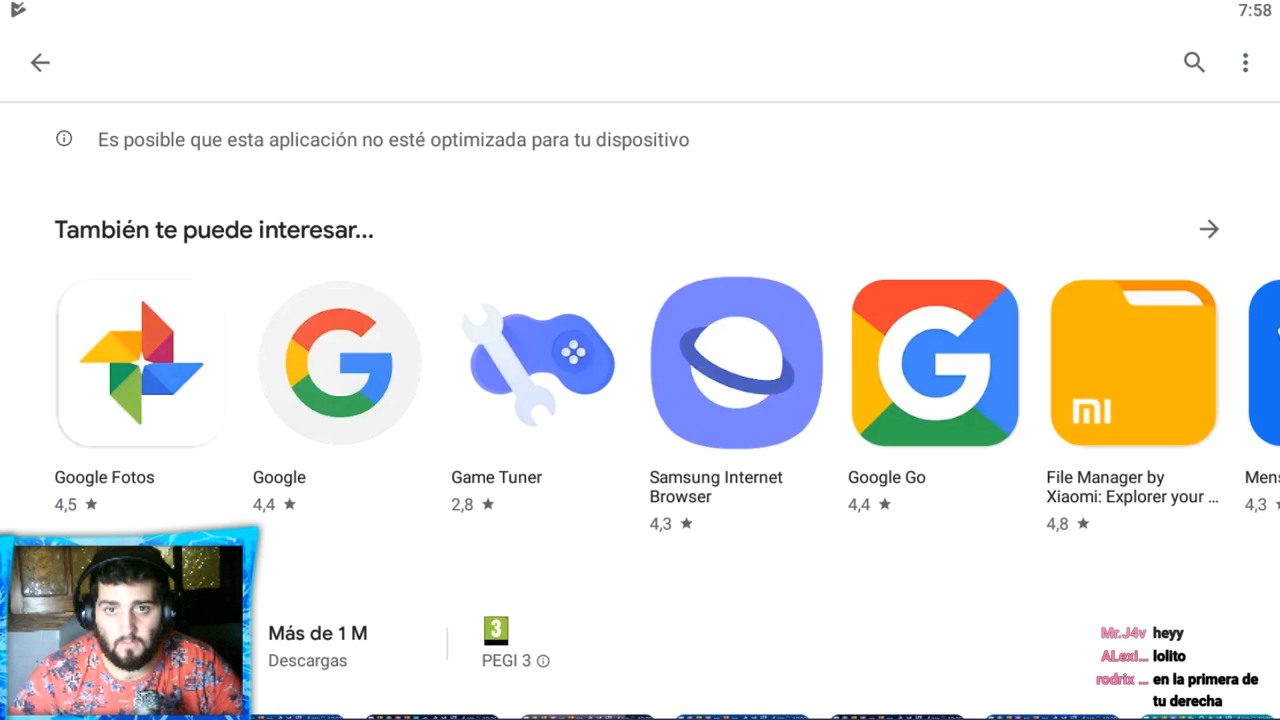 7:58
Es posible que esta aplicación no esté optimizada para tu dispositivo
También te puede interesar...
mi
Google Fotos
Google
Game Tuner
Samsung Internet
Browser
Google Go
File Manager by
Xiaomi: Explorer your ...
4,5 ★
4,4 ★
2,8 ★
4,3 ★
4,4 ★
4,8 ★
4,3
Más de 1 M
Descargas
3
PEGI 3
Mr.J4v heyy
ALexi... lolito
rodrix ... en la primera de
tu derecha